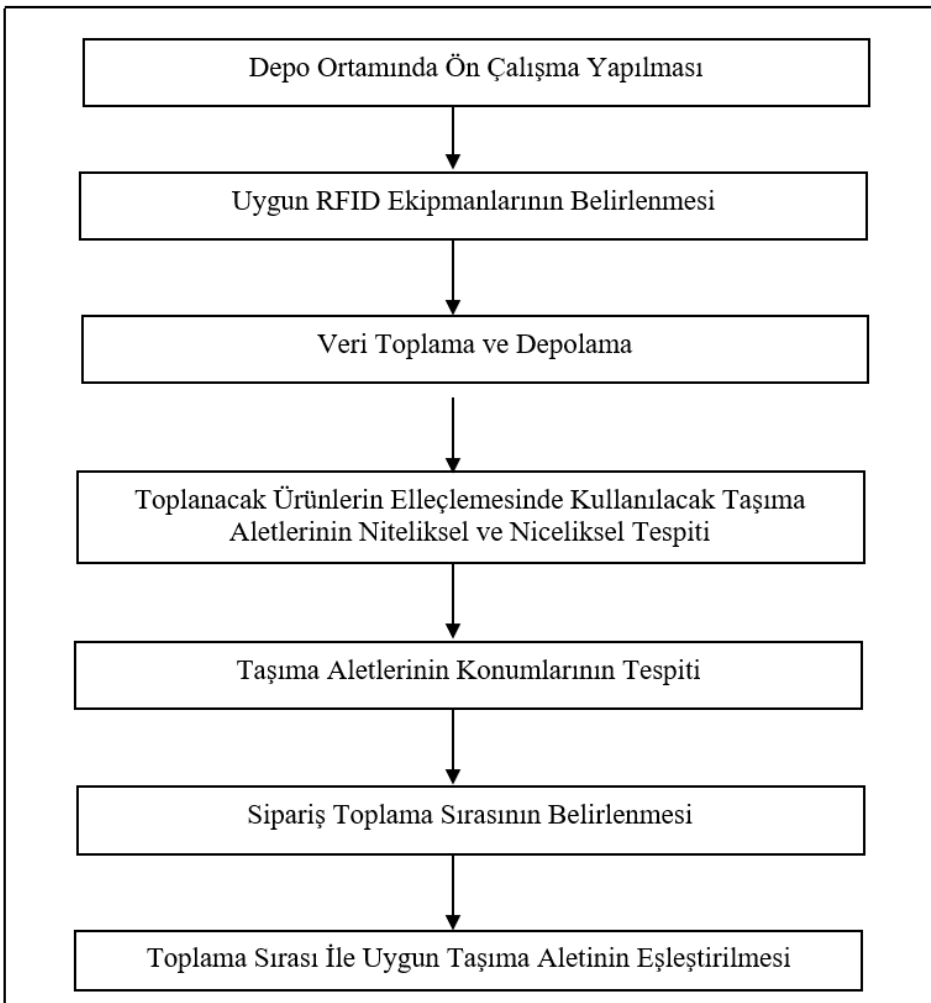 Depo Ortamında Ön Çalışma Yapılması
Uygun RFID Ekipmanlarının Belirlenmesi
Veri Toplama ve Depolama
Toplanacak Ürünlerin Elleçlemesinde Kullanılacak Taşıma
Aletlerinin Niteliksel ve Niceliksel Tespiti
Taşıma Aletlerinin Konumlarının Tespiti
Sipariş Toplama Sırasının Belirlenmesi
Toplama Sırası İle Uygun Taşıma Aletinin Eşleştirilmesi